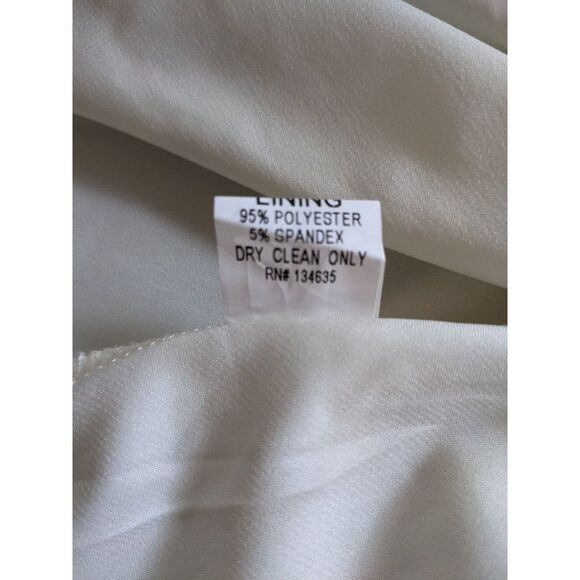 LINING
95% POLYESTER
5% SPANDEX
DRY CLEAN ONLY
RN# 134635